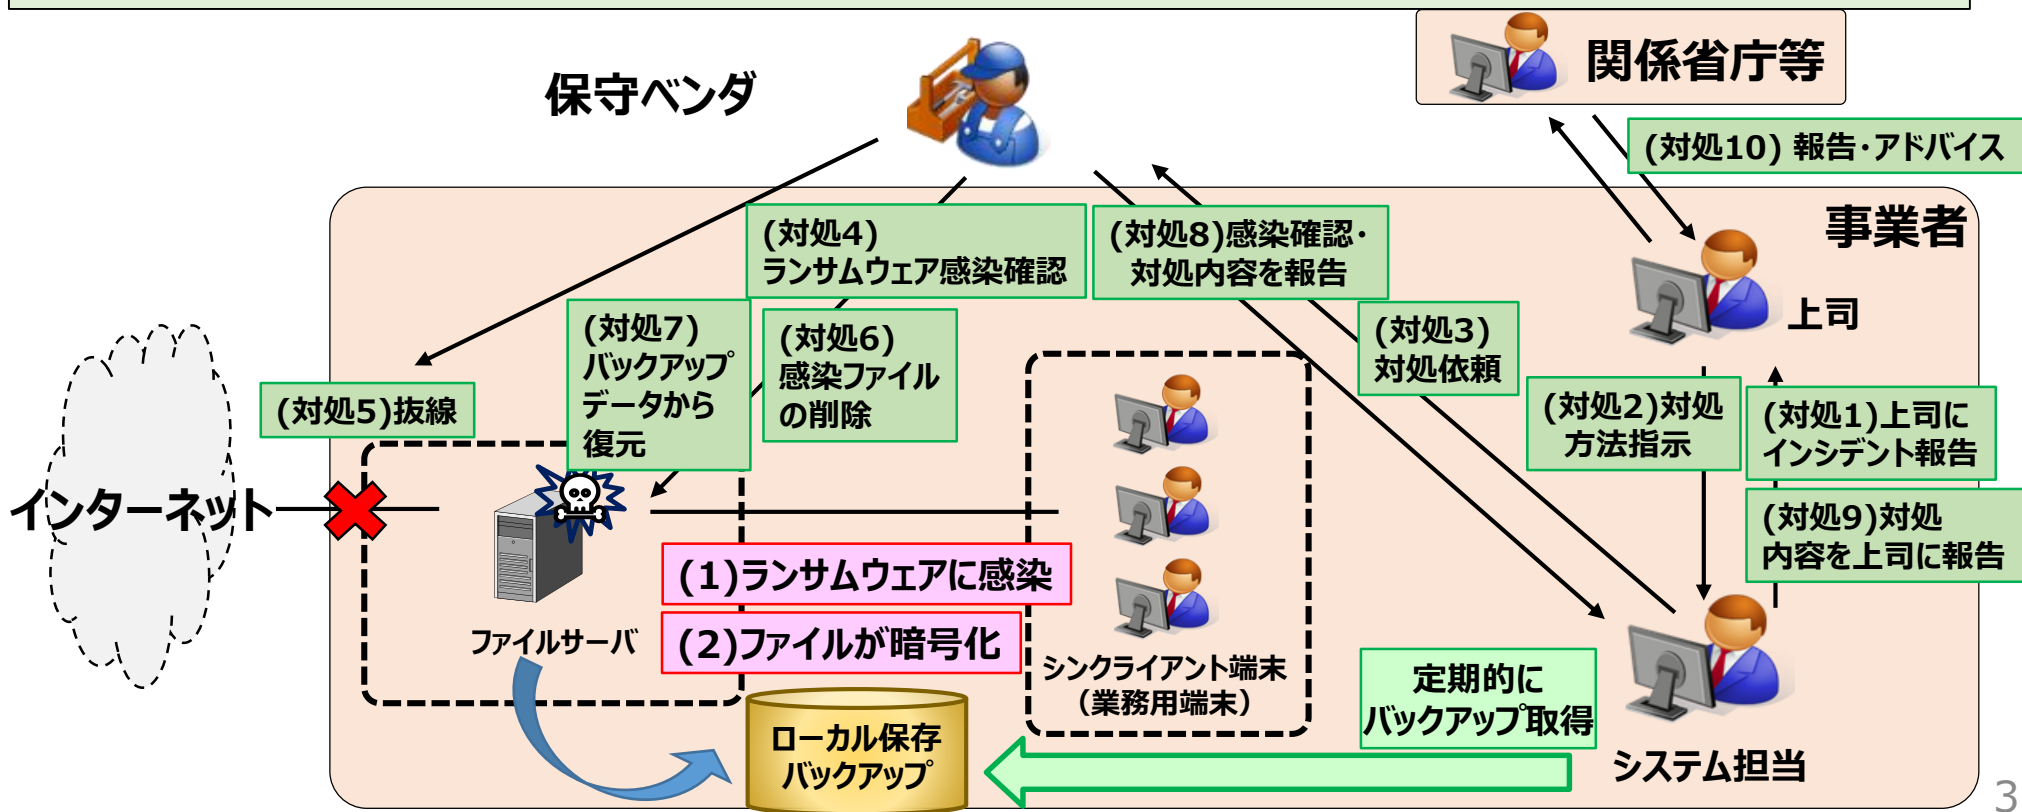 保守ベンダ
関係省庁等
(対処10) 報告・アドバイス
事業者
(対処4)
ランサムウェア感染確認
(対処8)感染確認・
対処内容を報告
上司
(対処7)
バックアップ
データから
復元
(対処6)
感染ファイル
の削除
(対処3)
対処依頼
(対処5)抜線
(対処2)対処
方法指示
(対処1)上司に
インシデント報告
インターネット
(対処9)対処
内容を上司に報告
(1)ランサムウェアに感染
(2)ファイルが暗号化
ファイルサーバ
シンクライアント端末
（業務用端末）
定期的に
バックアップ取得
ローカル保存
バックアップ
システム担当
3